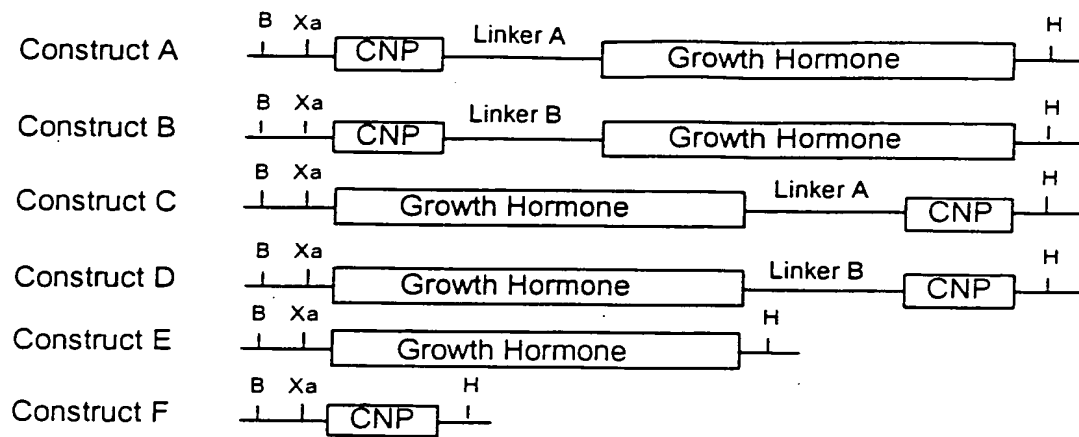 B Xa Linker A H
Construct A CNP Growth Hormone
B Xa Linker B H
Construct B CNP Growth Hormone
B Xa Linker A H
Construct C Growth Hormone CNP
B Xa Linker B H
Construct D Growth Hormone CNP
B Xa H
Construct E Growth Hormone
B Xa H
Construct F CNP